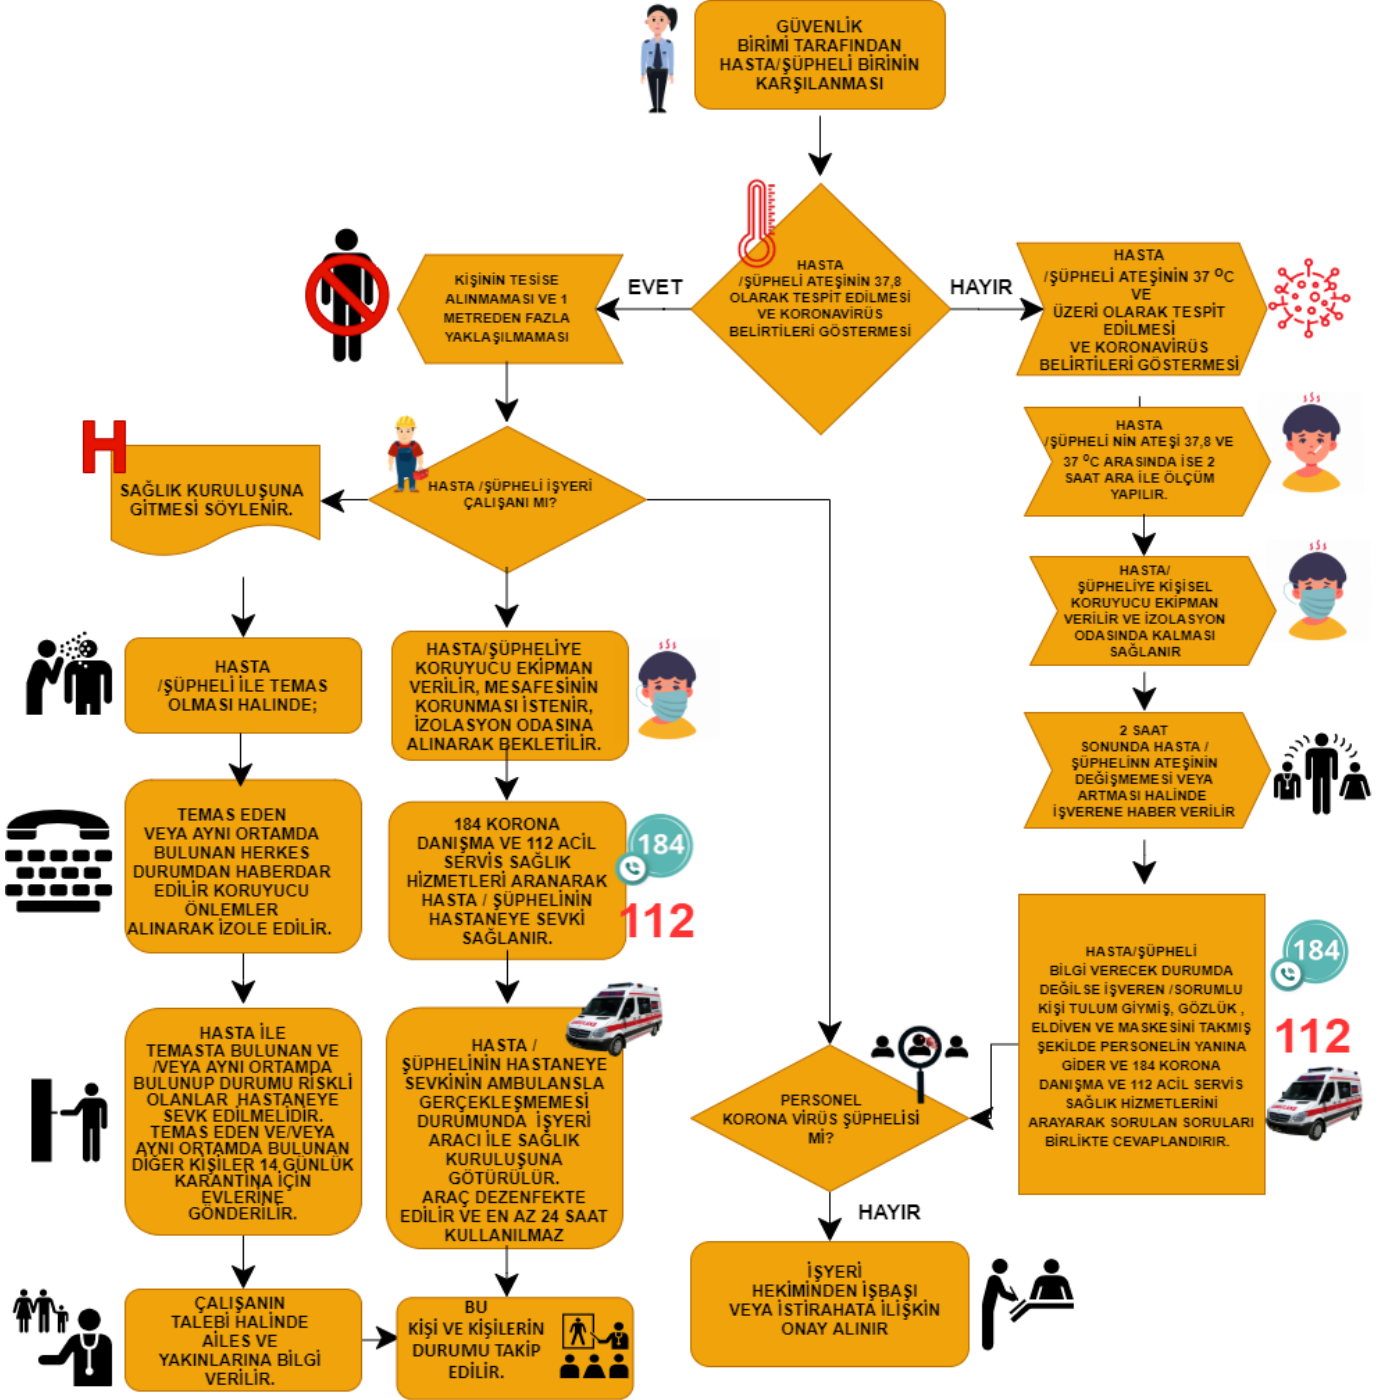 GÜVENLİK
BİRİMİ TARAFINDAN
HASTA/ŞÜPHELİ BİRİNİN
KARŞILANMASI
HASTA
/ŞÜPHELİ ATEŞİNİN 37,8
OLARAK TESPİT EDİLMESİ
VE KORONAVİRÜS
BELİRTİLERİ GÖSTERMESİ
EVET
HAYIR
KİŞİNİN TESİSE
ALINMAMASI VE 1
METREDEN FAZLA
YAKLAŞILMAMASI
HASTA
/ŞÜPHELİ ATEŞİNİN 37 ⁰C
VE
ÜZERİ OLARAK TESPİT
EDİLMESİ
VE KORONAVİRÜS
BELİRTİLERİ GÖSTERMESİ
HASTA
/ŞÜPHELİ NİN ATEŞİ 37,8 VE
37 ⁰C ARASINDA İSE 2
SAAT ARA İLE ÖLÇÜM
YAPILIR.
HASTA/
ŞÜPHELİYE KİŞİSEL
KORUYUCU EKİPMAN
VERİLİR VE İZOLASYON
ODASINDA KALMASI
SAĞLANIR
2 SAAT
SONUNDA HASTA /
ŞÜPHELİNN ATEŞİNİN
DEĞİŞMEMESİ VEYA
ARTMASI HALİNDE
İŞVERENE HABER VERİLİR
HASTA/ŞÜPHELİ
BİLGİ VERECEK DURUMDA
DEĞİLSE İŞVEREN /SORUMLU
KİŞİ TULUM GİYMİŞ, GÖZLÜK ,
ELDİVEN VE MASKESİNİ TAKMIŞ
ŞEKİLDE PERSONELİN YANINA
GİDER VE 184 KORONA
DANIŞMA VE 112 ACİL SERVİS
SAĞLIK HİZMETLERİNİ
ARAYARAK SORULAN SORULARI
BİRLİKTE CEVAPLANDIRIR.
184
112
HASTA /ŞÜPHELİ İŞYERİ
ÇALIŞANI MI?
H
SAĞLIK KURULUŞUNA
GİTMESİ SÖYLENİR.
HASTA
/ŞÜPHELİ İLE TEMAS
OLMASI HALINDE;
TEMAS EDEN
VEYA AYNI ORTAMDA
BULUNAN HERKES
DURUMDAN HABERDAR
EDİLİR KORUYUCU
ÖNLEMLER
ALINARAK İZOLE EDİLİR.
HASTA İLE
TEMASTA BULUNAN VE
/VEYA AYNI ORTAMDA
BULUNUP DURUMU RİSKLİ
OLANLAR ,HASTANEYE
SEVK EDİLMELİDİR.
TEMAS EDEN VE/VEYA
AYNI ORTAMDA BULUNAN
DİĞER KİŞİLER 14 GÜNLÜK
KARANTİNA İÇİN
EVLERİNE
GÖNDERİLİR.
ÇALIŞANIN
TALEBİ HALİNDE
AİLES VE
YAKINLARINA BİLGİ
VERİLİR.
HASTA/ŞÜPHELİYE
KORUYUCU EKİPMAN
VERİLİR, MESAFESİNİN
KORUNMASI İSTENİR,
İZOLASYON ODASINA
ALINARAK BEKLETİLİR.
184 KORONA
DANIŞMA VE 112 ACİL
SERVİS SAĞLIK
HİZMETLERİ ARANARAK
HASTA / ŞÜPHELİNİN
HASTANEYE SEVKİ
SAĞLANIR.
184
112
HASTA /
ŞÜPHELİNİN HASTANEYE
SEVKİNİN AMBULANSLA
GERÇEKLEŞMEMESİ
DURUMUNDA İŞYERİ
ARACI İLE SAĞLIK
KURULUŞUNA
GÖTÜRÜLÜR.
ARAÇ DEZENFEKTE
EDİLİR VE EN AZ 24 SAAT
KULLANILMAZ
BU
KİŞİ VE KİŞİLERİN
DURUMU TAKİP
EDİLİR.
PERSONEL
KORONA VİRÜS ŞÜPHELİSİ
Mİ?
HAYIR
İŞYERİ
HEKİMİNDEN İŞBAŞI
VEYA İSTİRAHATA İLİŞKİN
ONAY ALINIR